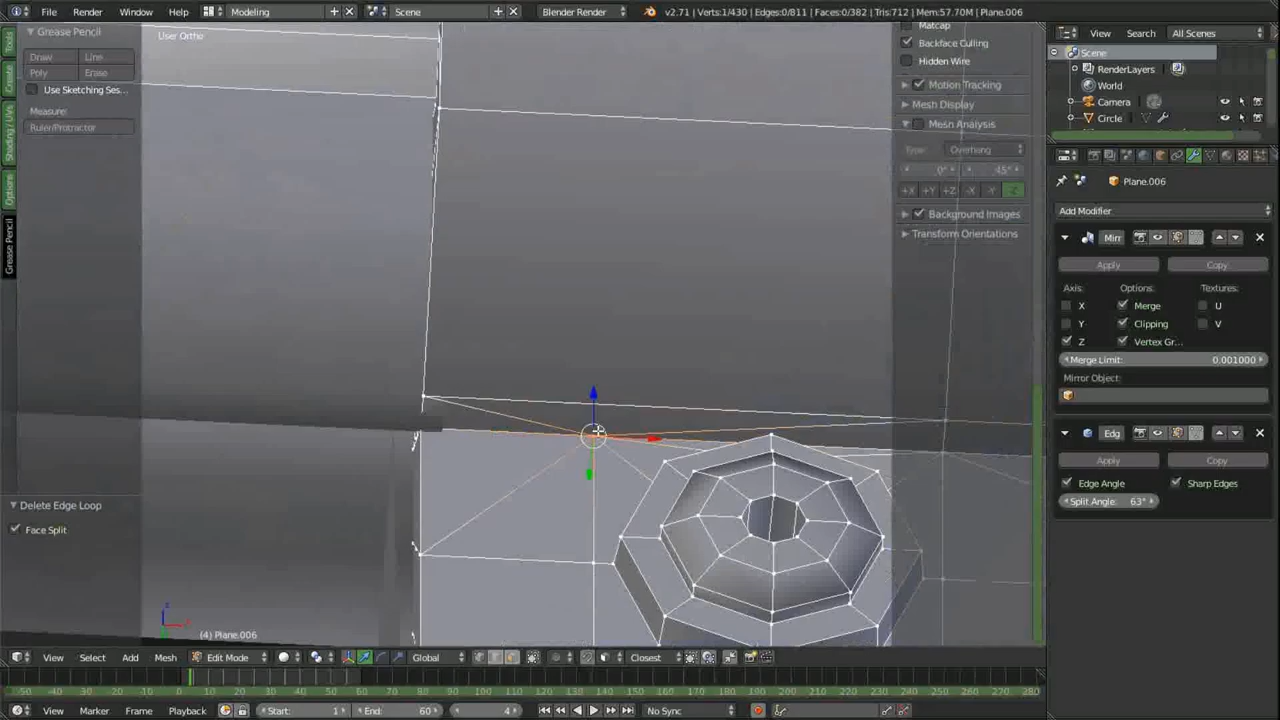 File Render Window Help Modeling Scene Blender Render v2.71 | Verts:1/430 | Edges:0/811 | Faces:0/382 | Tris:712 | Mem:57.70M | Plane.006
Grease Pencil
Draw Line
Poly Erase
Use Sketching Ses...
Measure:
Ruler/Protractor
Tools
Create
Shading / UVs
Options
Grease Pencil
Delete Edge Loop
Face Split
User Ortho
(4) Plane.006
Matcap
Backface Culling
Hidden Wire
Motion Tracking
Mesh Display
Mesh Analysis
Type: Overhang
0° 45°
+X +Y +Z -X -Y -Z
Background Images
Transform Orientations
View Search All Scenes
Scene
RenderLayers
World
Camera
Circle
Plane.006
Add Modifier
Mirr
Apply Copy
Axis: Options: Textures:
X Merge U
Y Clipping V
Z Vertex Gr...
Merge Limit: 0.001000
Mirror Object:
Edg
Apply Copy
Edge Angle Sharp Edges
Split Angle: 63°
View Select Add Mesh Edit Mode Global Closest
-50 -40 -30 -20 -10 0 10 20 30 40 50 60 70 80 90 100 110 120 130 140 150 160 170 180 190 200 210 220 230 240 250 260 270 280
View Marker Frame Playback Start: 1 End: 60 4 No Sync